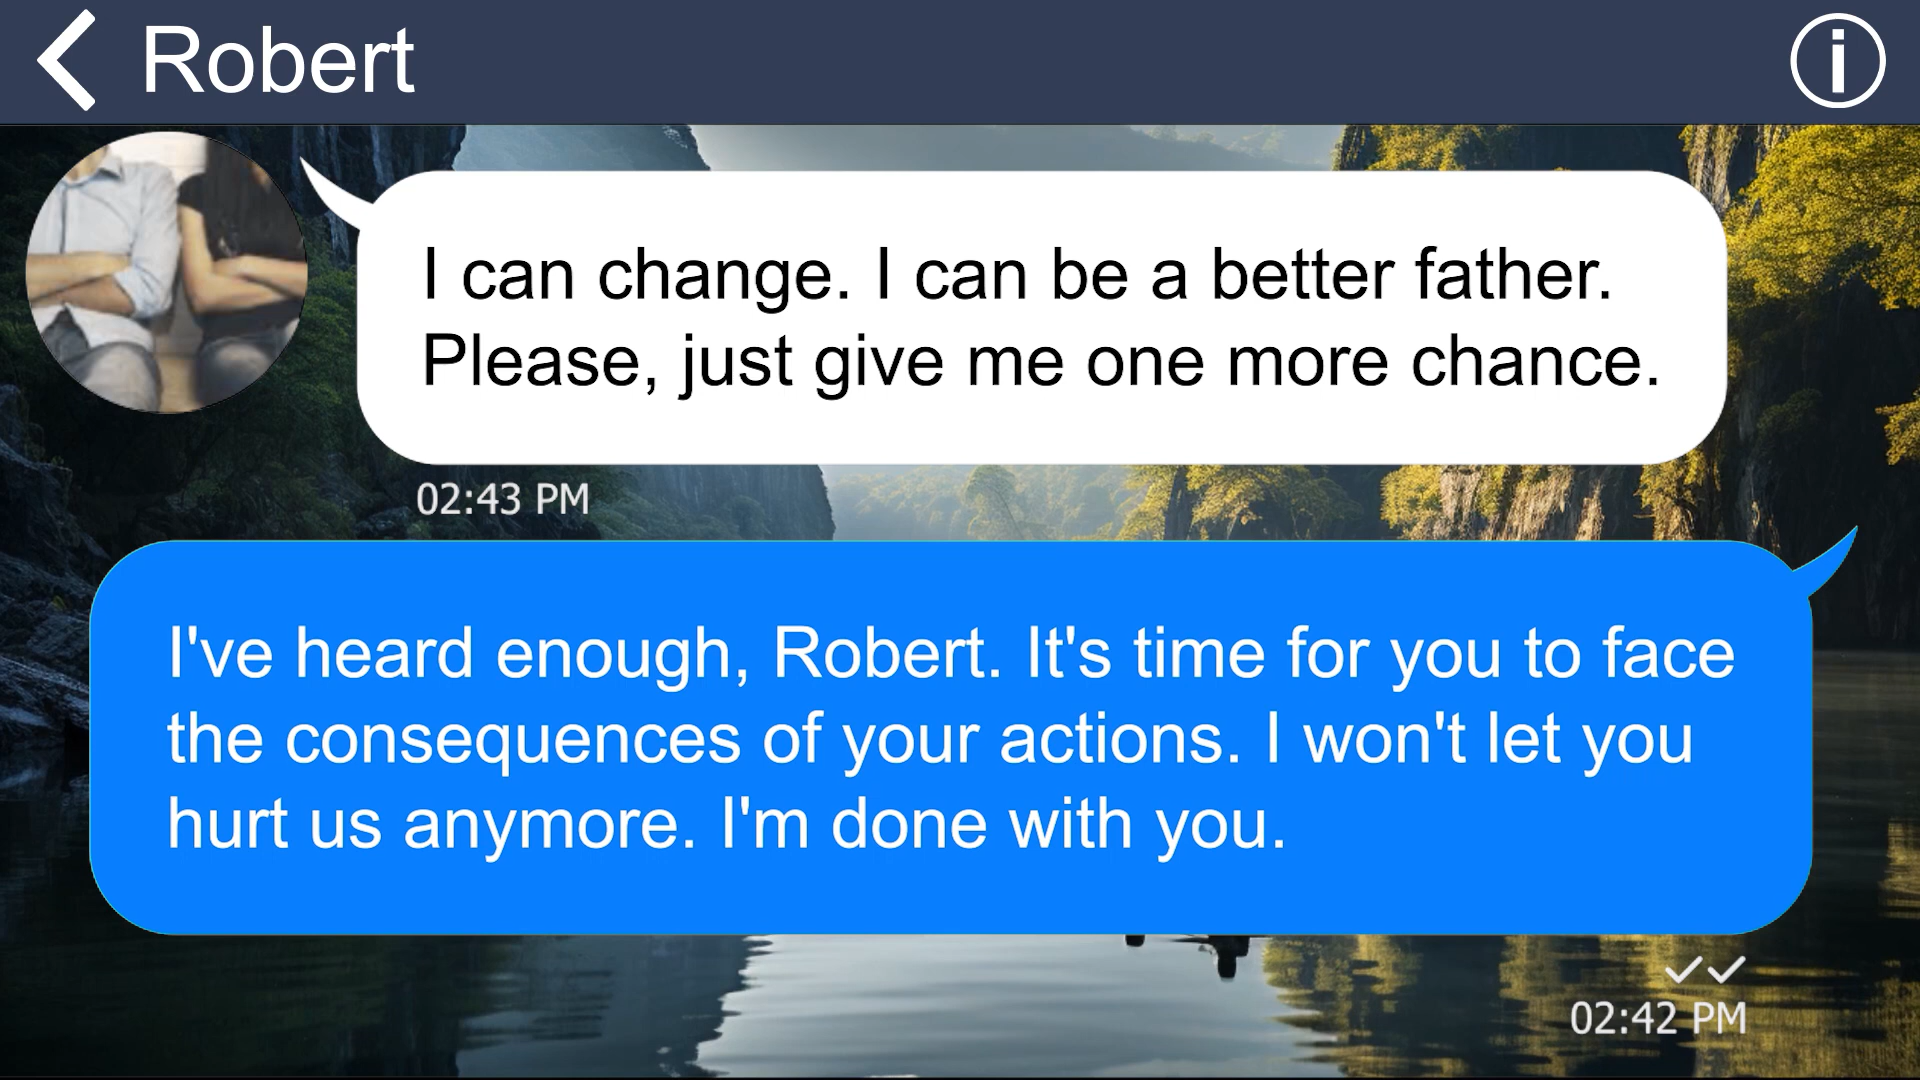 Robert
I can change. I can be a better father.
Please, just give me one more chance.
02:43 PM
I've heard enough, Robert. It's time for you to face
the consequences of your actions. I won't let you
hurt us anymore. I'm done with you.
02:42 PM